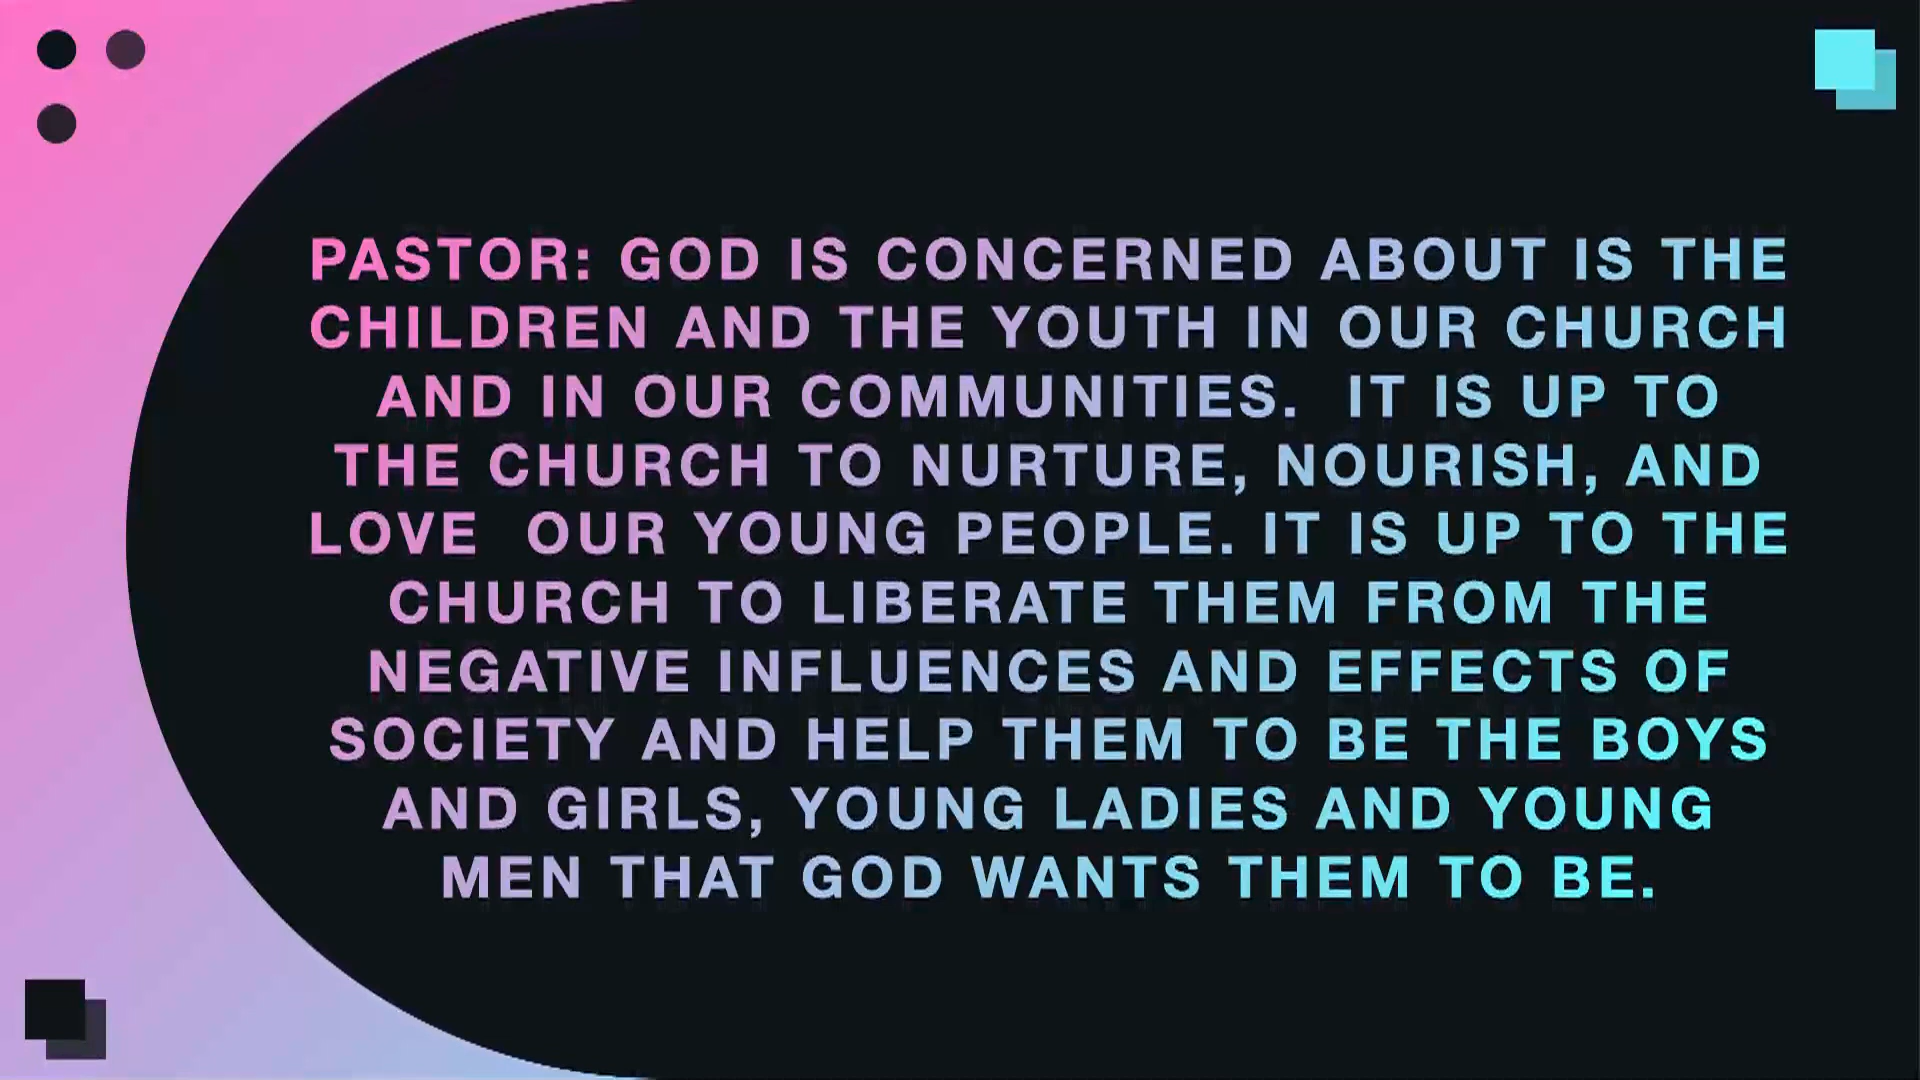 PASTOR: GOD IS CONCERNED ABOUT IS THE
CHILDREN AND THE YOUTH IN OUR CHURCH
AND IN OUR COMMUNITIES.  IT IS UP TO
THE CHURCH TO NURTURE, NOURISH, AND
LOVE  OUR YOUNG PEOPLE. IT IS UP TO THE
CHURCH TO LIBERATE THEM FROM THE
NEGATIVE INFLUENCES AND EFFECTS OF
SOCIETY AND HELP THEM TO BE THE BOYS
AND GIRLS, YOUNG LADIES AND YOUNG
MEN THAT GOD WANTS THEM TO BE.